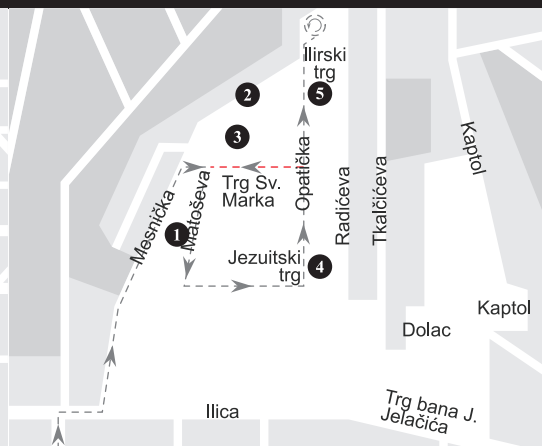 Ilirski
trg
2
5
3
Kaptol
Opatička
Trg Sv.
Marka
Radićeva
Tkalčićeva
Mesnička
Matoševa
1
Jezuitski
trg
4
Kaptol
Dolac
Trg bana J.
Jelačića
Ilica